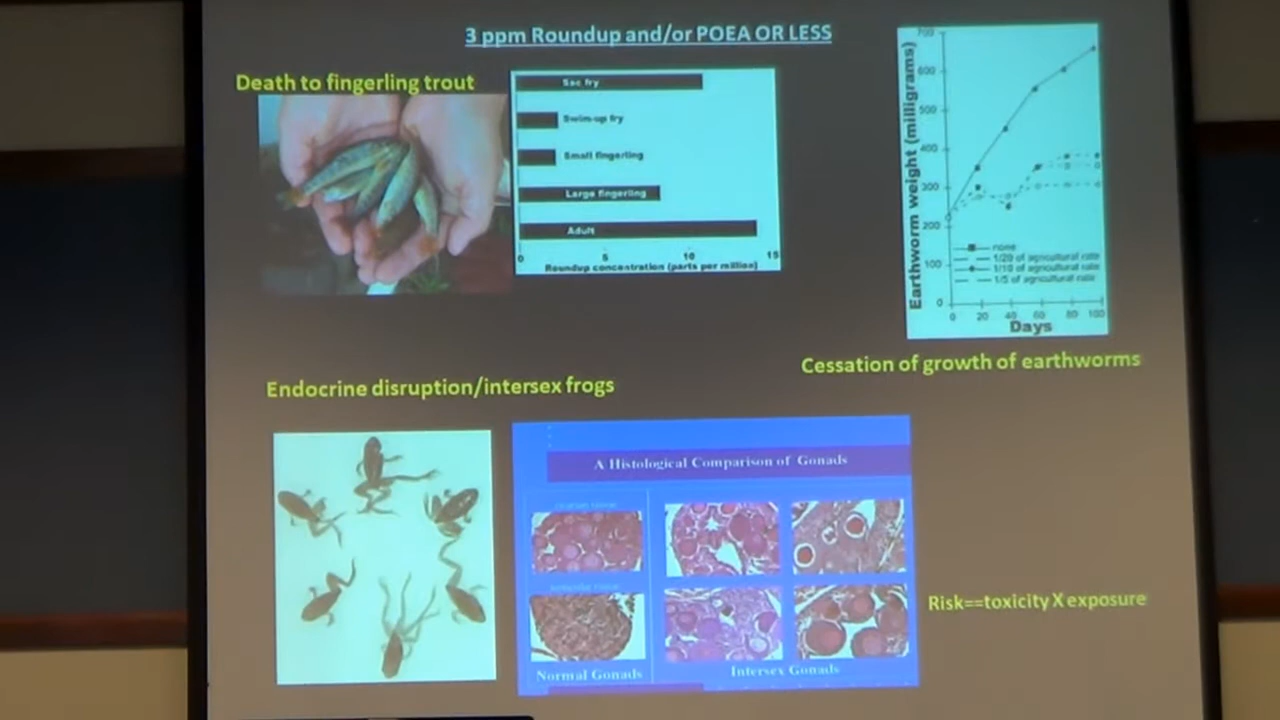 3 ppm Roundup and/or POEA OR LESS
Death to fingerling trout
Sac fry
Swim-up fry
Small fingerling
Large fingerling
Adult
0 5 10 15
Roundup concentration (parts per million)
Earthworm weight (milligrams)
700
600
500
400
300
200
100
0
none
1/20 of agricultural rate
1/10 of agricultural rate
1/5 of agricultural rate
0 20 40 60 80 100
Days
Cessation of growth of earthworms
Endocrine disruption/intersex frogs
A Histological Comparison of Gonads
Normal Gonads
Intersex Gonads
Risk==toxicity X exposure